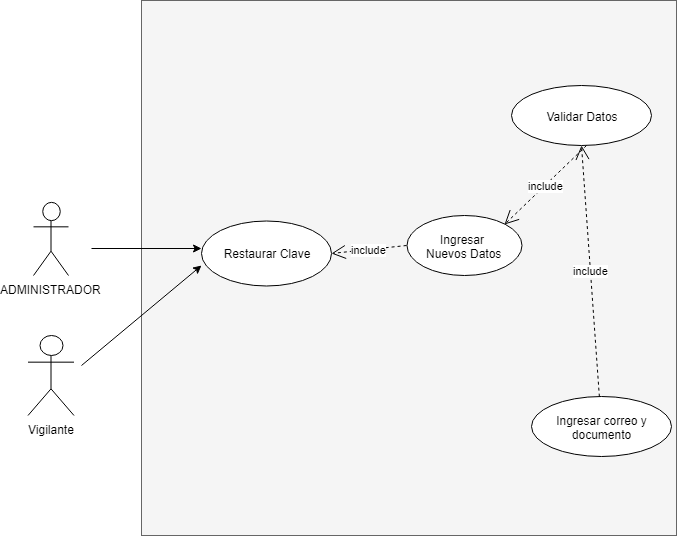 Validar Datos
include
Ingresar
Nuevos Datos
include
Restaurar Clave
include
ADMINISTRADOR
Vigilante
Ingresar correo y
documento